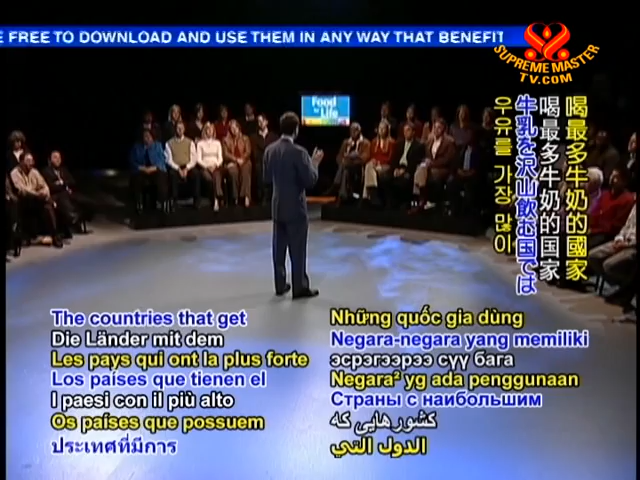 E FREE TO DOWNLOAD AND USE THEM IN ANY WAY THAT BENEFIT
SUPREME MASTER
TV.COM
Food
for
Life
喝最多牛奶的國家
喝最多牛奶的国家
牛乳を沢山飲む国では
우유를 가장 많이
The countries that get
Die Länder mit dem
Les pays qui ont la plus forte
Los países que tienen el
I paesi con il più alto
Os países que possuem
ประเทศที่มีการ
Những quốc gia dùng
Negara-negara yang memiliki
эсрэгээрээ сүү бага
Negara² yg ada penggunaan
Страны с наибольшим
کشورهایی که
الدول التي